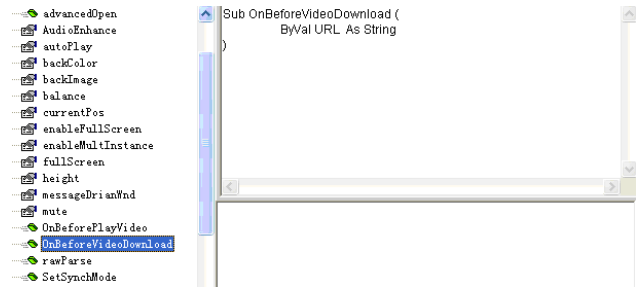 advancedOpen
AudioEnhance
autoPlay
backColor
backImage
balance
currentPos
enableFullScreen
enableMultInstance
fullScreen
height
messageDrianWnd
mute
OnBeforePlayVideo
OnBeforeVideoDownload
rawParse
SetSynchMode
Sub OnBeforeVideoDownload (
ByVal URL As String
)